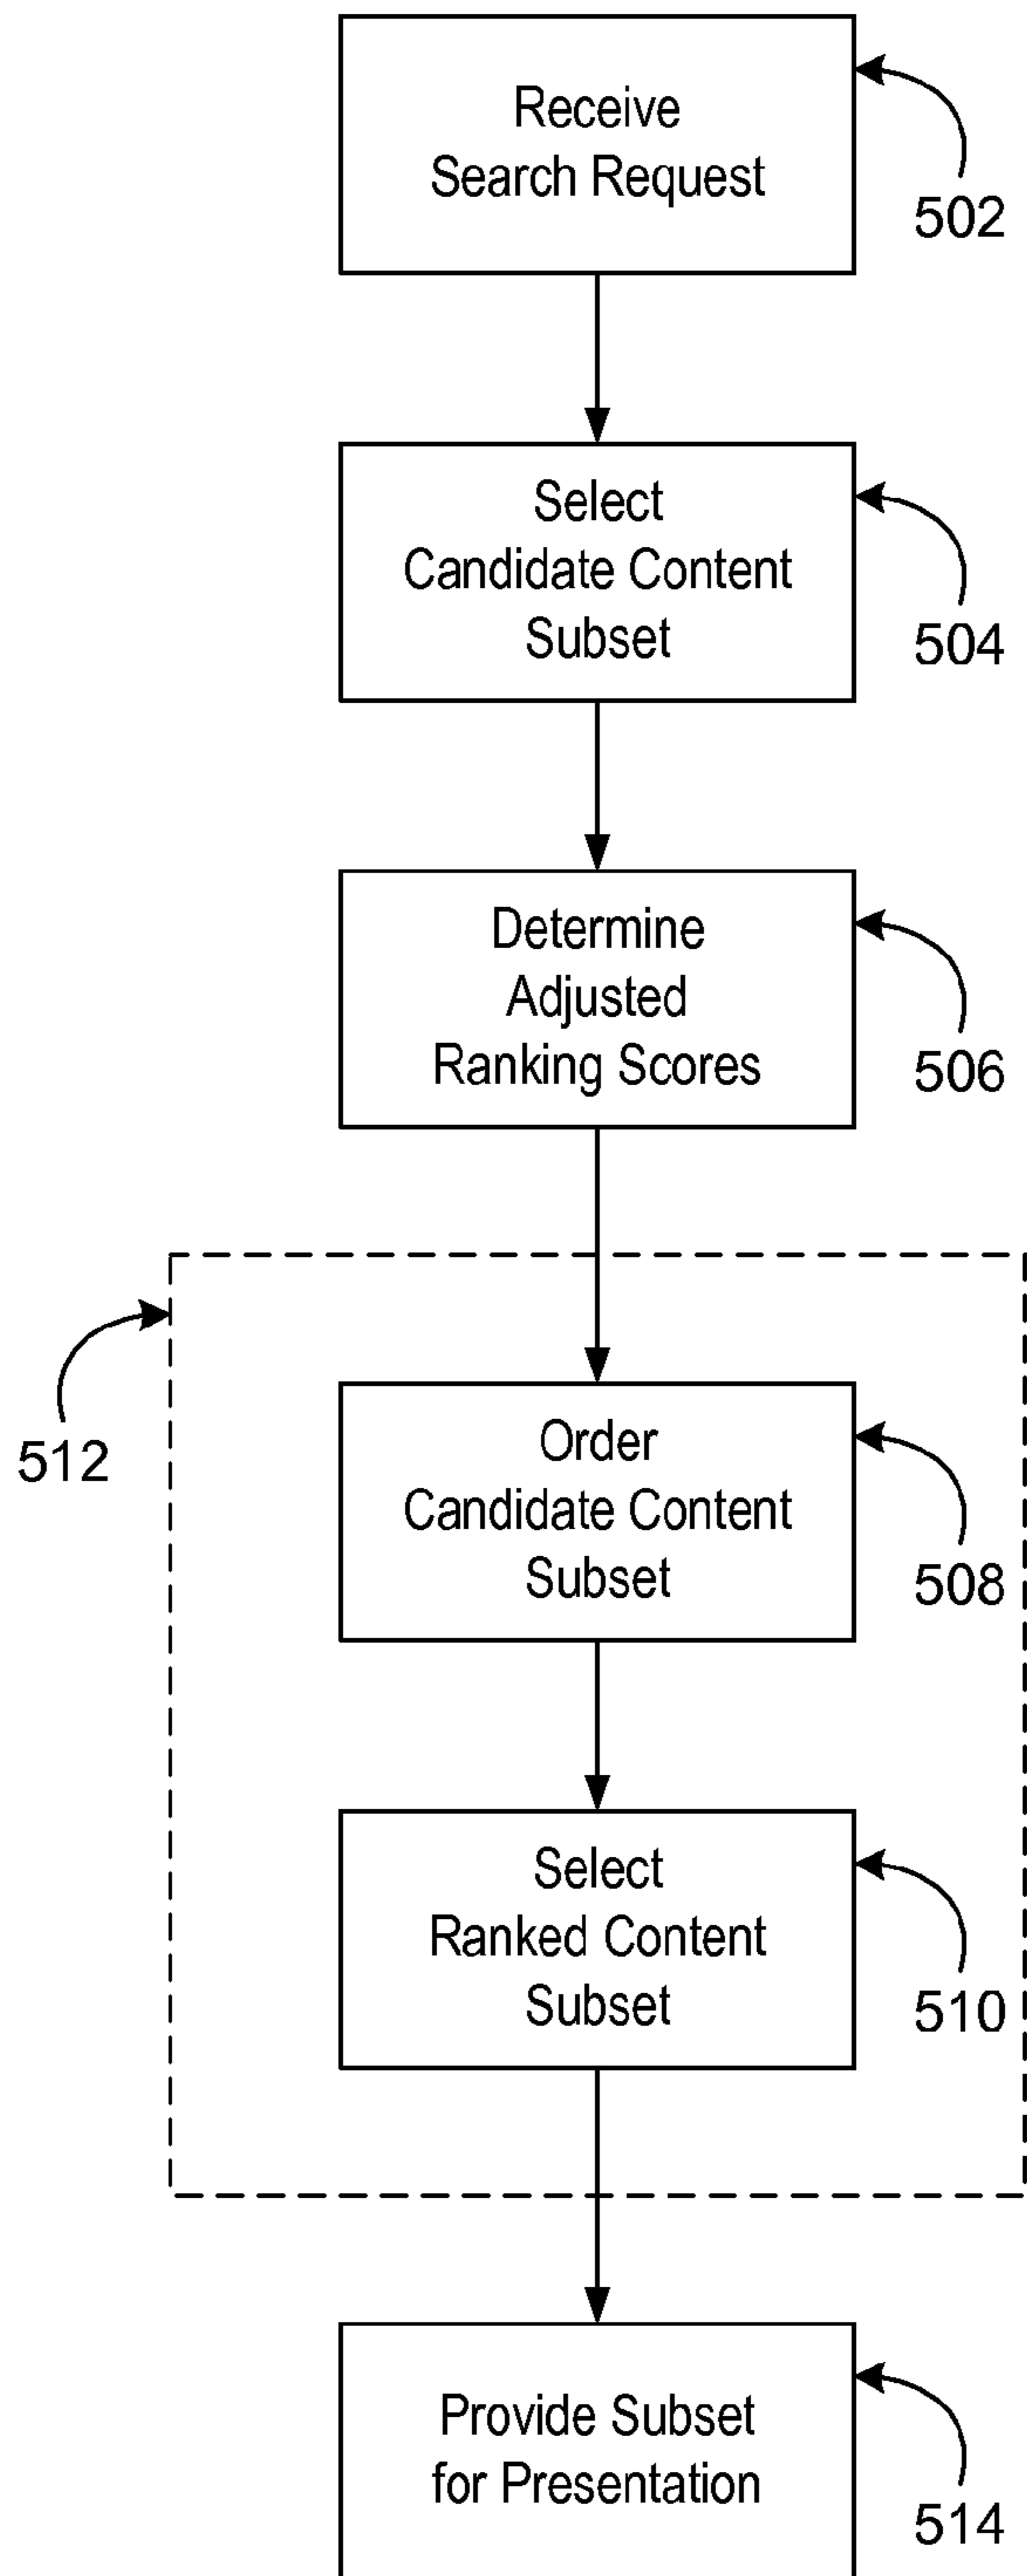 Receive
Search Request
502
Select
Candidate Content
Subset
504
Determine
Adjusted
Ranking Scores
506
512
Order
Candidate Content
Subset
508
Select
Ranked Content
Subset
510
Provide Subset
for Presentation
514